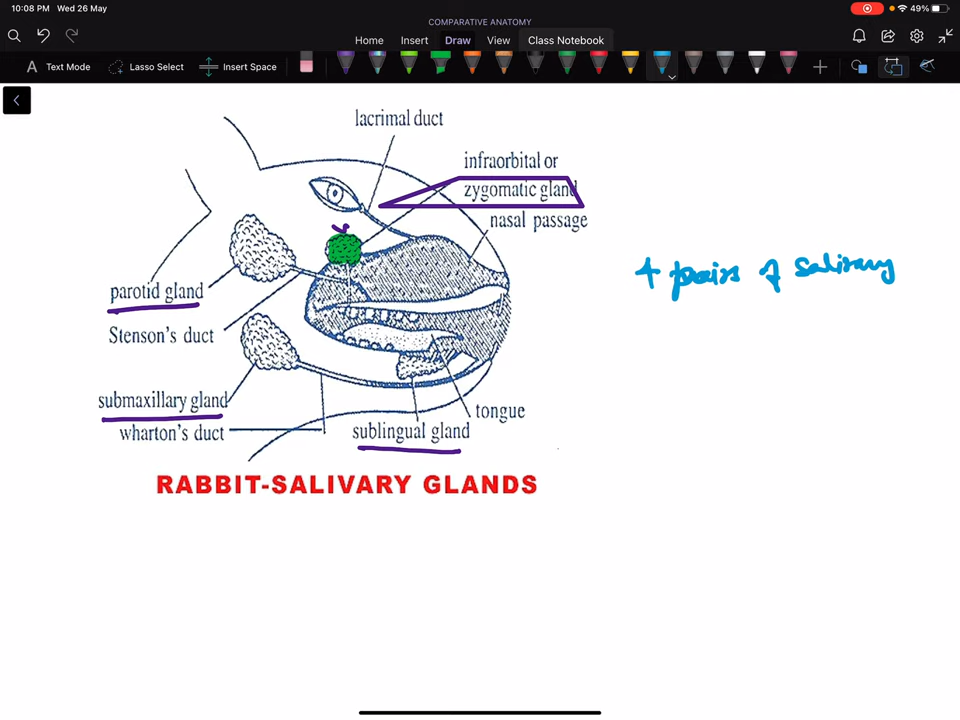 10:08 PM Wed 26 May
49%
COMPARATIVE ANATOMY
Home Insert Draw View Class Notebook
Text Mode Lasso Select Insert Space
lacrimal duct
infraorbital or
zygomatic gland
nasal passage
parotid gland
Stenson's duct
submaxillary gland
wharton's duct
sublingual gland
tongue
RABBIT-SALIVARY GLANDS
4 pairs of salivary